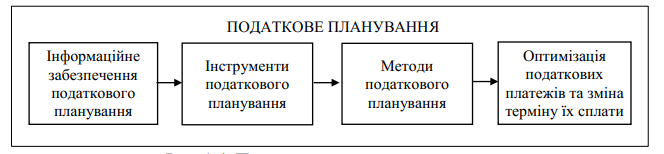 ПОДАТКОВЕ ПЛАНУВАННЯ
Інформаційне
забезпечення
податкового
планування
Інструменти
податкового
планування
Методи
податкового
планування
Оптимізація
податкових
платежів та зміна
терміну їх сплати